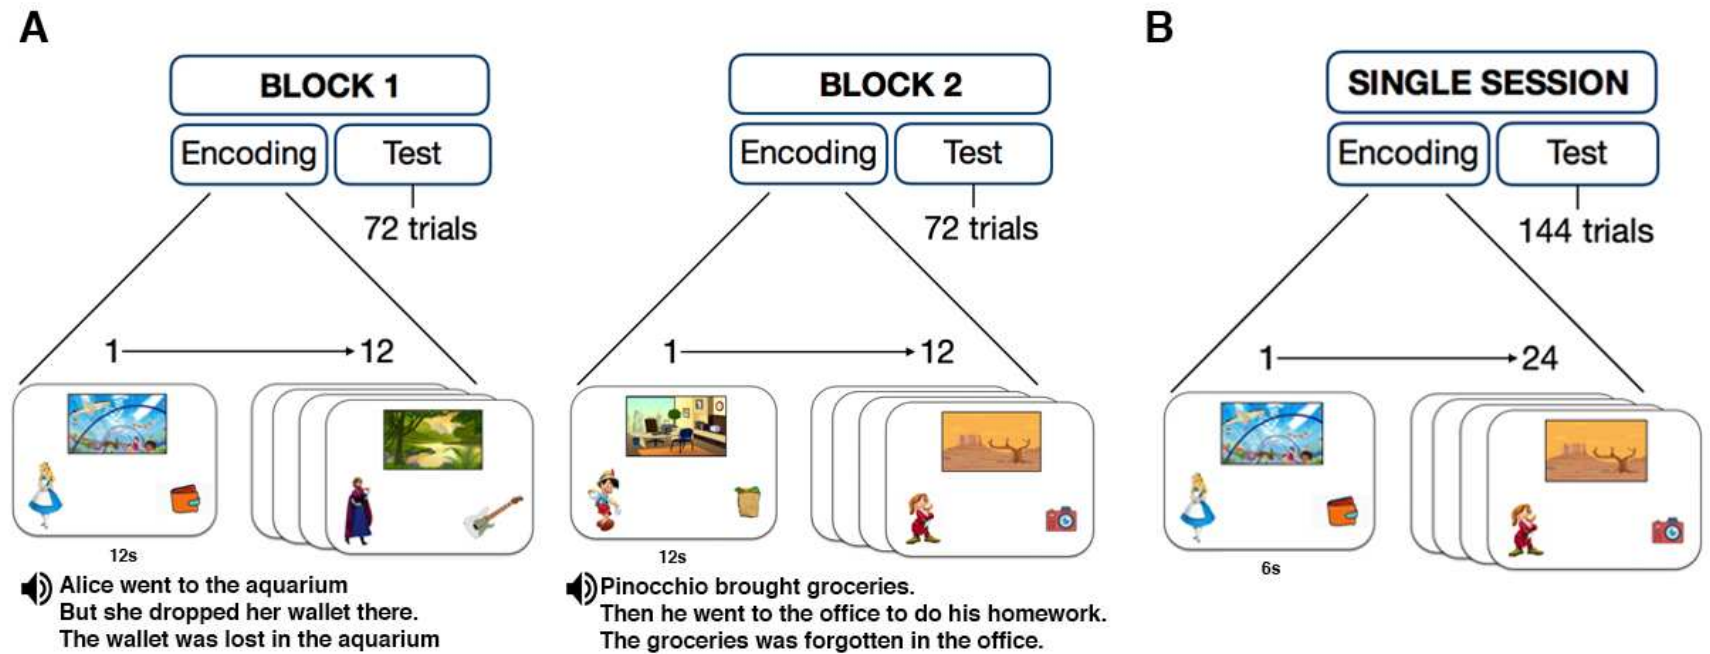 A
BLOCK 1
Encoding
Test
72 trials
1
12
12s
Alice went to the aquarium
But she dropped her wallet there.
The wallet was lost in the aquarium
BLOCK 2
Encoding
Test
72 trials
1
12
12s
Pinocchio brought groceries.
Then he went to the office to do his homework.
The groceries was forgotten in the office.
B
SINGLE SESSION
Encoding
Test
144 trials
1
24
6s